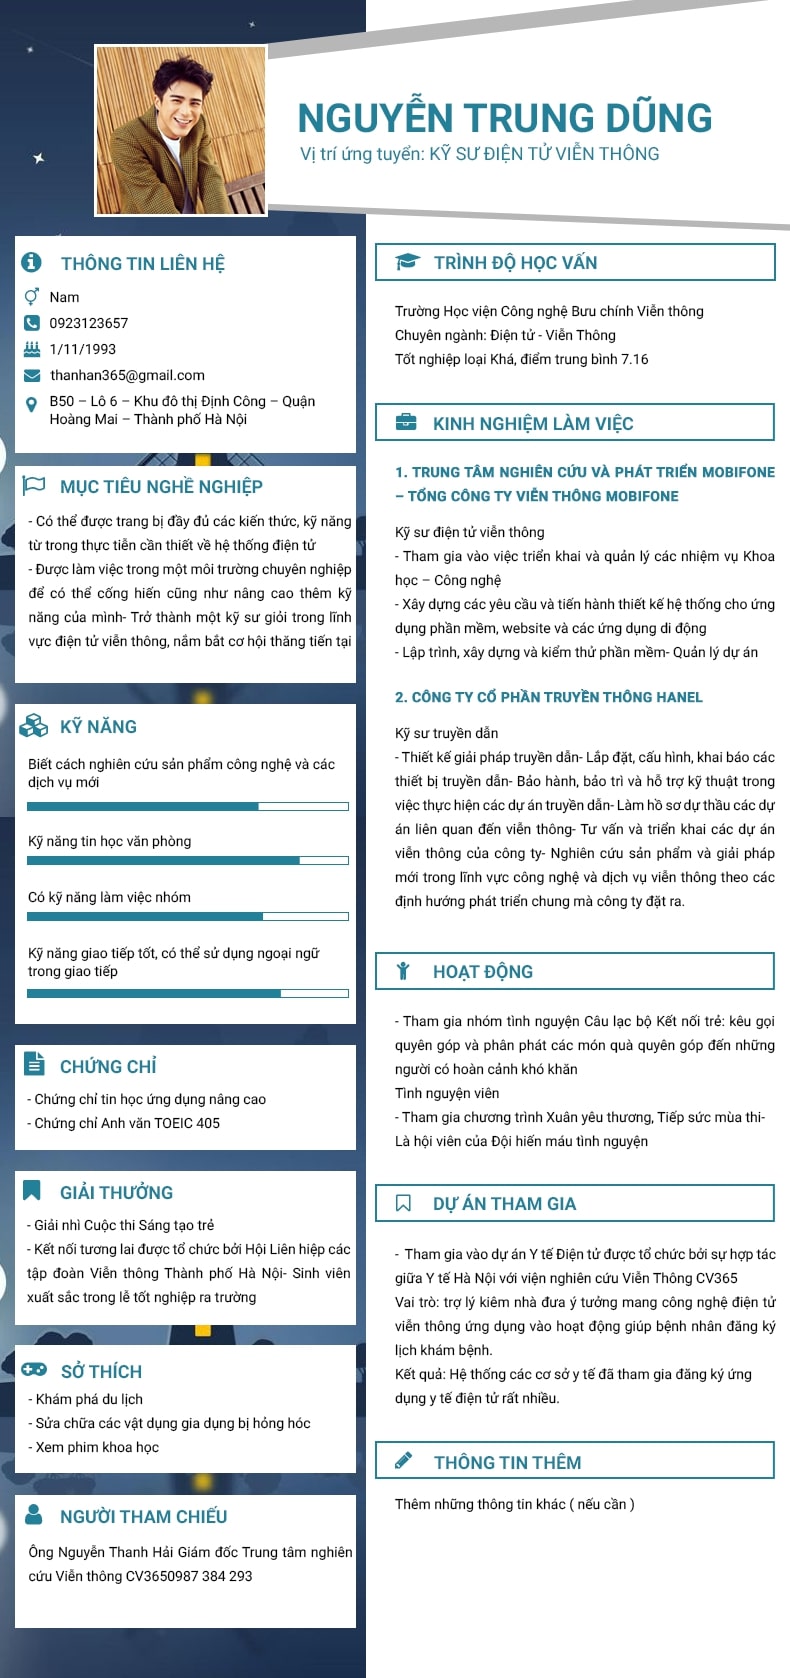 NGUYỄN TRUNG DŨNG
Vị trí ứng tuyển: KỸ SƯ ĐIỆN TỬ VIỄN THÔNG
THÔNG TIN LIÊN HỆ
Nam
0923123657
1/11/1993
thanhan365@gmail.com
B50 – Lô 6 – Khu đô thị Định Công – Quận
Hoàng Mai – Thành phố Hà Nội
MỤC TIÊU NGHỀ NGHIỆP
- Có thể được trang bị đầy đủ các kiến thức, kỹ năng
từ trong thực tiễn cần thiết về hệ thống điện tử
- Được làm việc trong một môi trường chuyên nghiệp
để có thể cống hiến cũng như nâng cao thêm kỹ
năng của mình- Trở thành một kỹ sư giỏi trong lĩnh
vực điện tử viễn thông, nắm bắt cơ hội thăng tiến tại
KỸ NĂNG
Biết cách nghiên cứu sản phẩm công nghệ và các
dịch vụ mới
Kỹ năng tin học văn phòng
Có kỹ năng làm việc nhóm
Kỹ năng giao tiếp tốt, có thể sử dụng ngoại ngữ
trong giao tiếp
CHỨNG CHỈ
- Chứng chỉ tin học ứng dụng nâng cao
- Chứng chỉ Anh văn TOEIC 405
GIẢI THƯỞNG
- Giải nhì Cuộc thi Sáng tạo trẻ
- Kết nối tương lai được tổ chức bởi Hội Liên hiệp các
tập đoàn Viễn thông Thành phố Hà Nội- Sinh viên
xuất sắc trong lễ tốt nghiệp ra trường
SỞ THÍCH
- Khám phá du lịch
- Sửa chữa các vật dụng gia dụng bị hỏng hóc
- Xem phim khoa học
NGƯỜI THAM CHIẾU
Ông Nguyễn Thanh Hải Giám đốc Trung tâm nghiên
cứu Viễn thông CV3650987 384 293
TRÌNH ĐỘ HỌC VẤN
Trường Học viện Công nghệ Bưu chính Viễn thông
Chuyên ngành: Điện tử - Viễn Thông
Tốt nghiệp loại Khá, điểm trung bình 7.16
KINH NGHIỆM LÀM VIỆC
1. TRUNG TÂM NGHIÊN CỨU VÀ PHÁT TRIỂN MOBIFONE
– TỔNG CÔNG TY VIỄN THÔNG MOBIFONE
Kỹ sư điện tử viễn thông
- Tham gia vào việc triển khai và quản lý các nhiệm vụ Khoa
học – Công nghệ
- Xây dựng các yêu cầu và tiến hành thiết kế hệ thống cho ứng
dụng phần mềm, website và các ứng dụng di động
- Lập trình, xây dựng và kiểm thử phần mềm- Quản lý dự án
2. CÔNG TY CỔ PHẦN TRUYỀN THÔNG HANEL
Kỹ sư truyền dẫn
- Thiết kế giải pháp truyền dẫn- Lắp đặt, cấu hình, khai báo các
thiết bị truyền dẫn- Bảo hành, bảo trì và hỗ trợ kỹ thuật trong
việc thực hiện các dự án truyền dẫn- Làm hồ sơ dự thầu các dự
án liên quan đến viễn thông- Tư vấn và triển khai các dự án
viễn thông của công ty- Nghiên cứu sản phẩm và giải pháp
mới trong lĩnh vực công nghệ và dịch vụ viễn thông theo các
định hướng phát triển chung mà công ty đặt ra.
HOẠT ĐỘNG
- Tham gia nhóm tình nguyện Câu lạc bộ Kết nối trẻ: kêu gọi
quyên góp và phân phát các món quà quyên góp đến những
người có hoàn cảnh khó khăn
Tình nguyện viên
- Tham gia chương trình Xuân yêu thương, Tiếp sức mùa thi-
Là hội viên của Đội hiến máu tình nguyện
DỰ ÁN THAM GIA
- Tham gia vào dự án Y tế Điện tử được tổ chức bởi sự hợp tác
giữa Y tế Hà Nội với viện nghiên cứu Viễn Thông CV365
Vai trò: trợ lý kiêm nhà đưa ý tưởng mang công nghệ điện tử
viễn thông ứng dụng vào hoạt động giúp bệnh nhân đăng ký
lịch khám bệnh.
Kết quả: Hệ thống các cơ sở y tế đã tham gia đăng ký ứng
dụng y tế điện tử rất nhiều.
THÔNG TIN THÊM
Thêm những thông tin khác ( nếu cần )